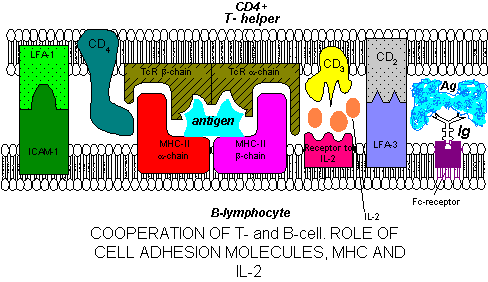 CD4+
T- helper
LFA-1
CD4
TcR β-chain
TcR α-chain
CD3
CD2
Ag
antigen
Ig
ICAM-1
MHC-II
α-chain
MHC-II
β-chain
Receptor to
IL-2
LFA-3
Fc-receptor
B-lymphocyte
IL-2
COOPERATION OF T- and B-cell. ROLE OF
CELL ADHESION MOLECULES, MHC AND
IL-2